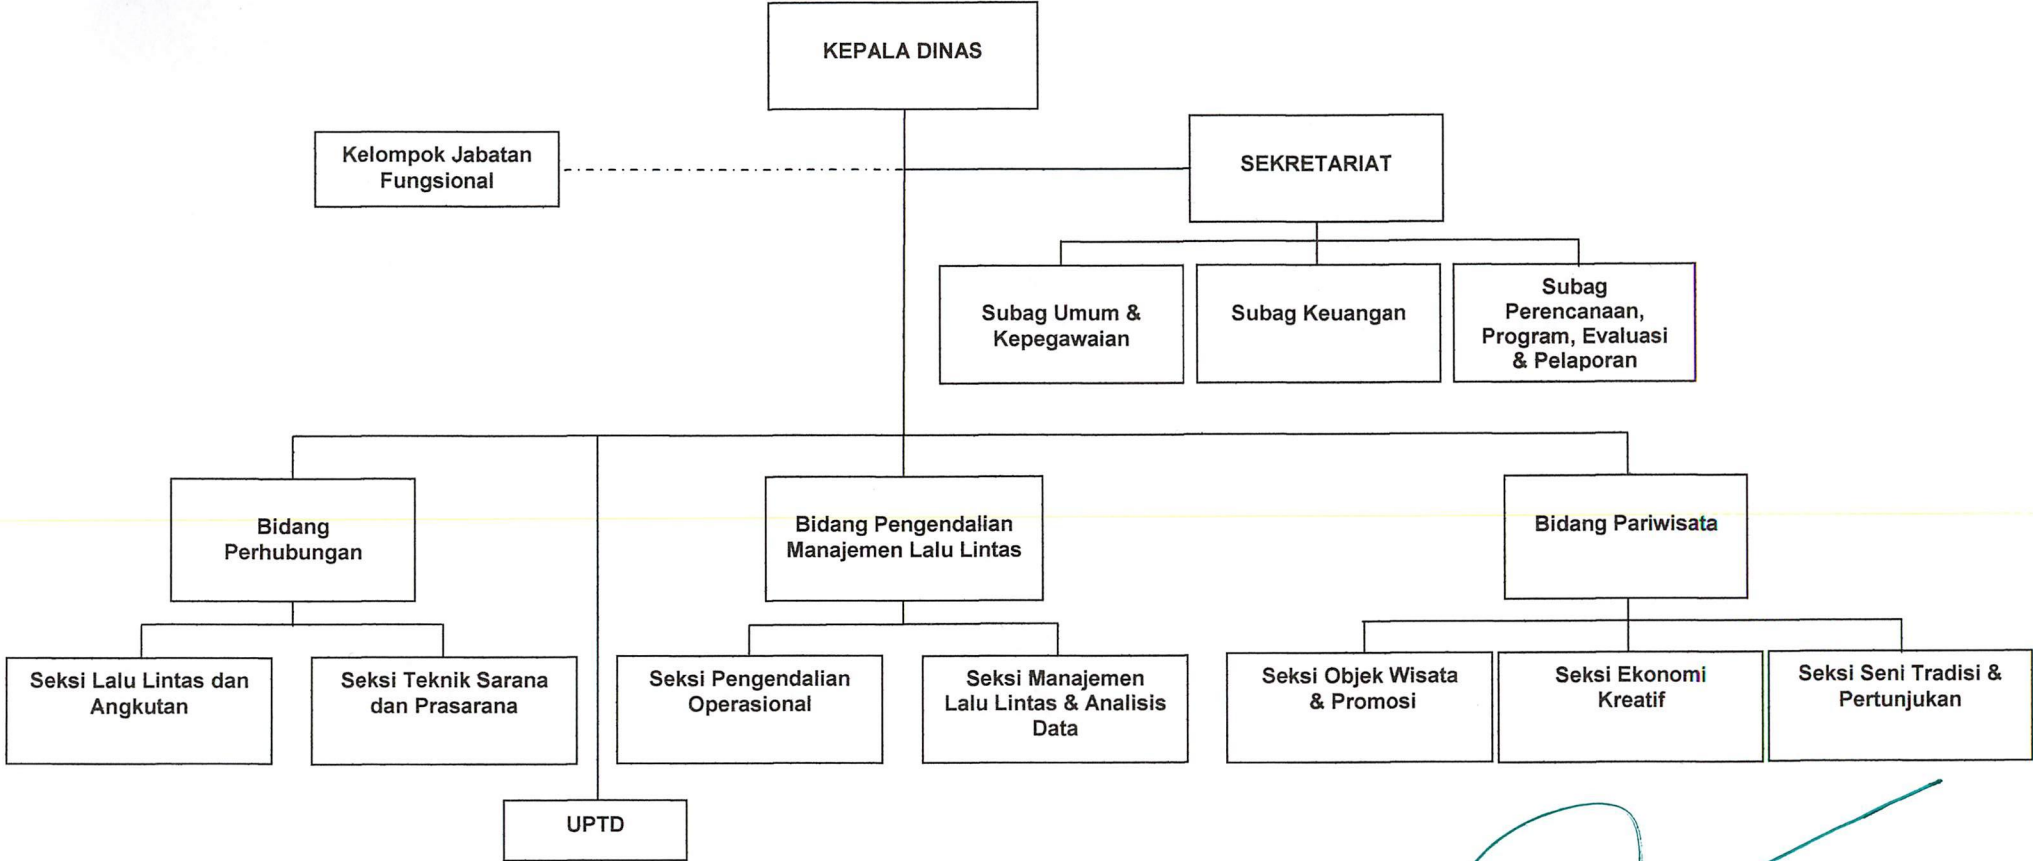 KEPALA DINAS
Kelompok Jabatan
Fungsional
SEKRETARIAT
Subag Umum &
Kepegawaian
Subag Keuangan
Subag
Perencanaan,
Program, Evaluasi
& Pelaporan
Bidang
Perhubungan
Bidang Pengendalian
Manajemen Lalu Lintas
Bidang Pariwisata
Seksi Lalu Lintas dan
Angkutan
Seksi Teknik Sarana
dan Prasarana
Seksi Pengendalian
Operasional
Seksi Manajemen
Lalu Lintas & Analisis
Data
Seksi Objek Wisata
& Promosi
Seksi Ekonomi
Kreatif
Seksi Seni Tradisi &
Pertunjukan
UPTD